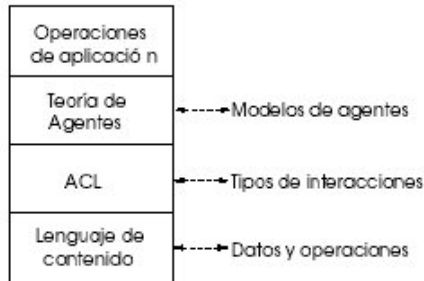 Operaciones
de aplicació n
Teoría de
Agentes
Modelos de agentes
ACL
Tipos de interacciones
Lenguaje de
contenido
Datos y operaciones